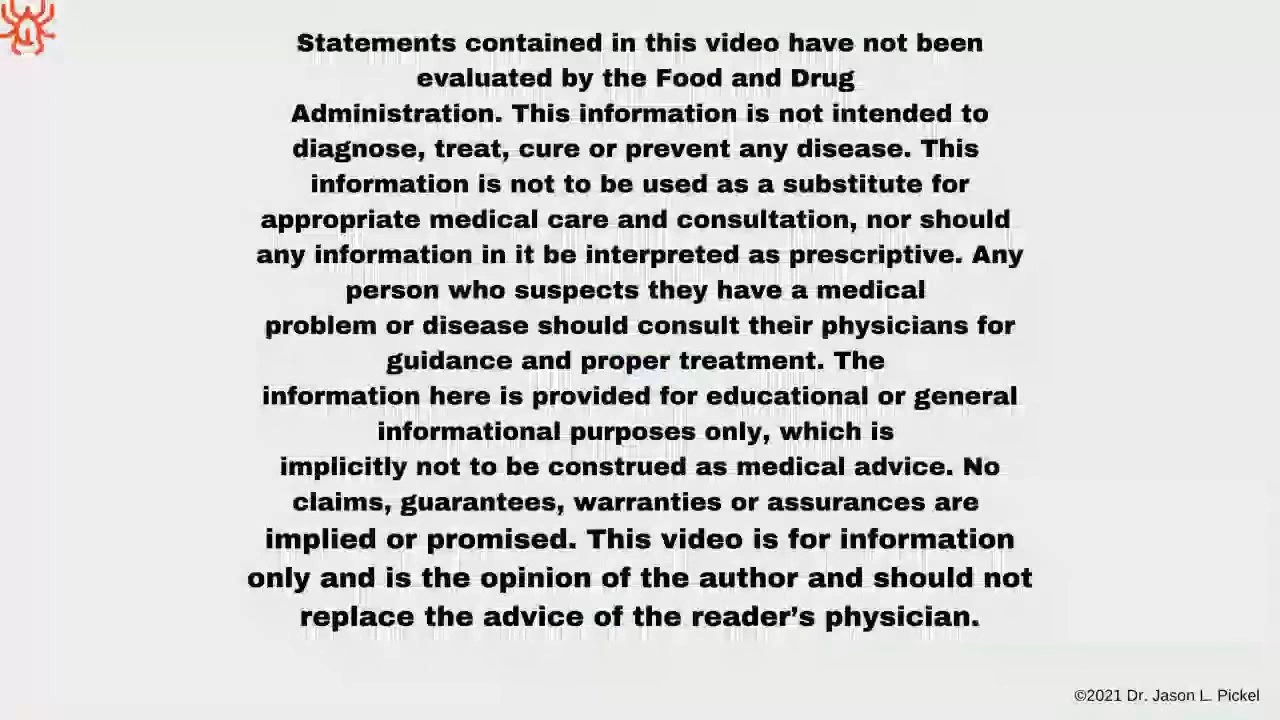 Statements contained in this video have not been
evaluated by the Food and Drug
Administration. This information is not intended to
diagnose, treat, cure or prevent any disease. This
information is not to be used as a substitute for
appropriate medical care and consultation, nor should
any information in it be interpreted as prescriptive. Any
person who suspects they have a medical
problem or disease should consult their physicians for
guidance and proper treatment. The
information here is provided for educational or general
informational purposes only, which is
implicitly not to be construed as medical advice. No
claims, guarantees, warranties or assurances are
implied or promised. This video is for information
only and is the opinion of the author and should not
replace the advice of the reader’s physician.
©2021 Dr. Jason L. Pickel